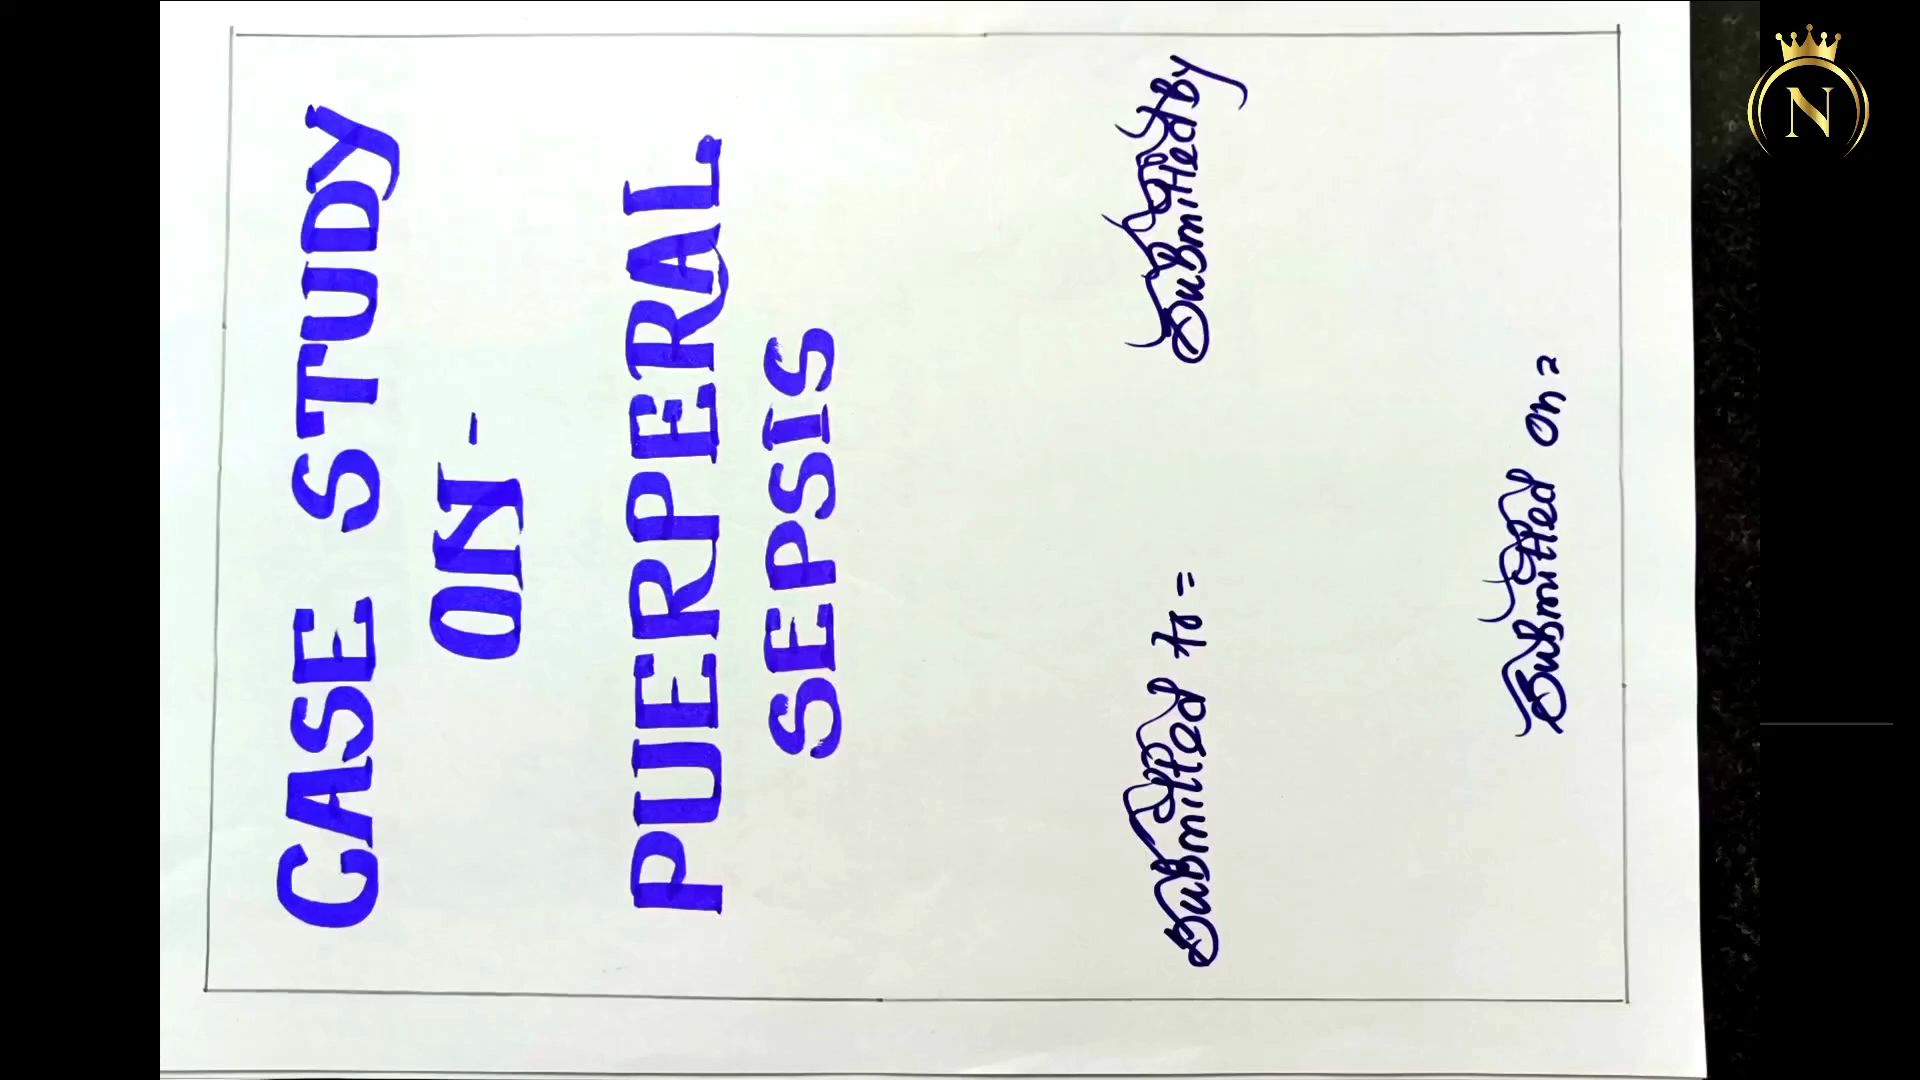 CASE STUDY
ON -
PUERPERAL
SEPSIS
Submitted to =
Submitted By
Submitted on =
N